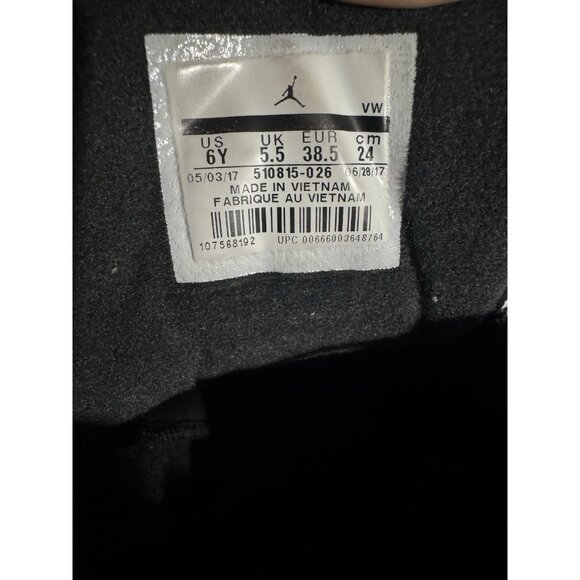 VW
US UK EUR cm
6Y 5.5 38.5 24
05/03/17 510815-026 06/28/17
MADE IN VIETNAM
FABRIQUE AU VIETNAM
107568192 UPC 00666003648764